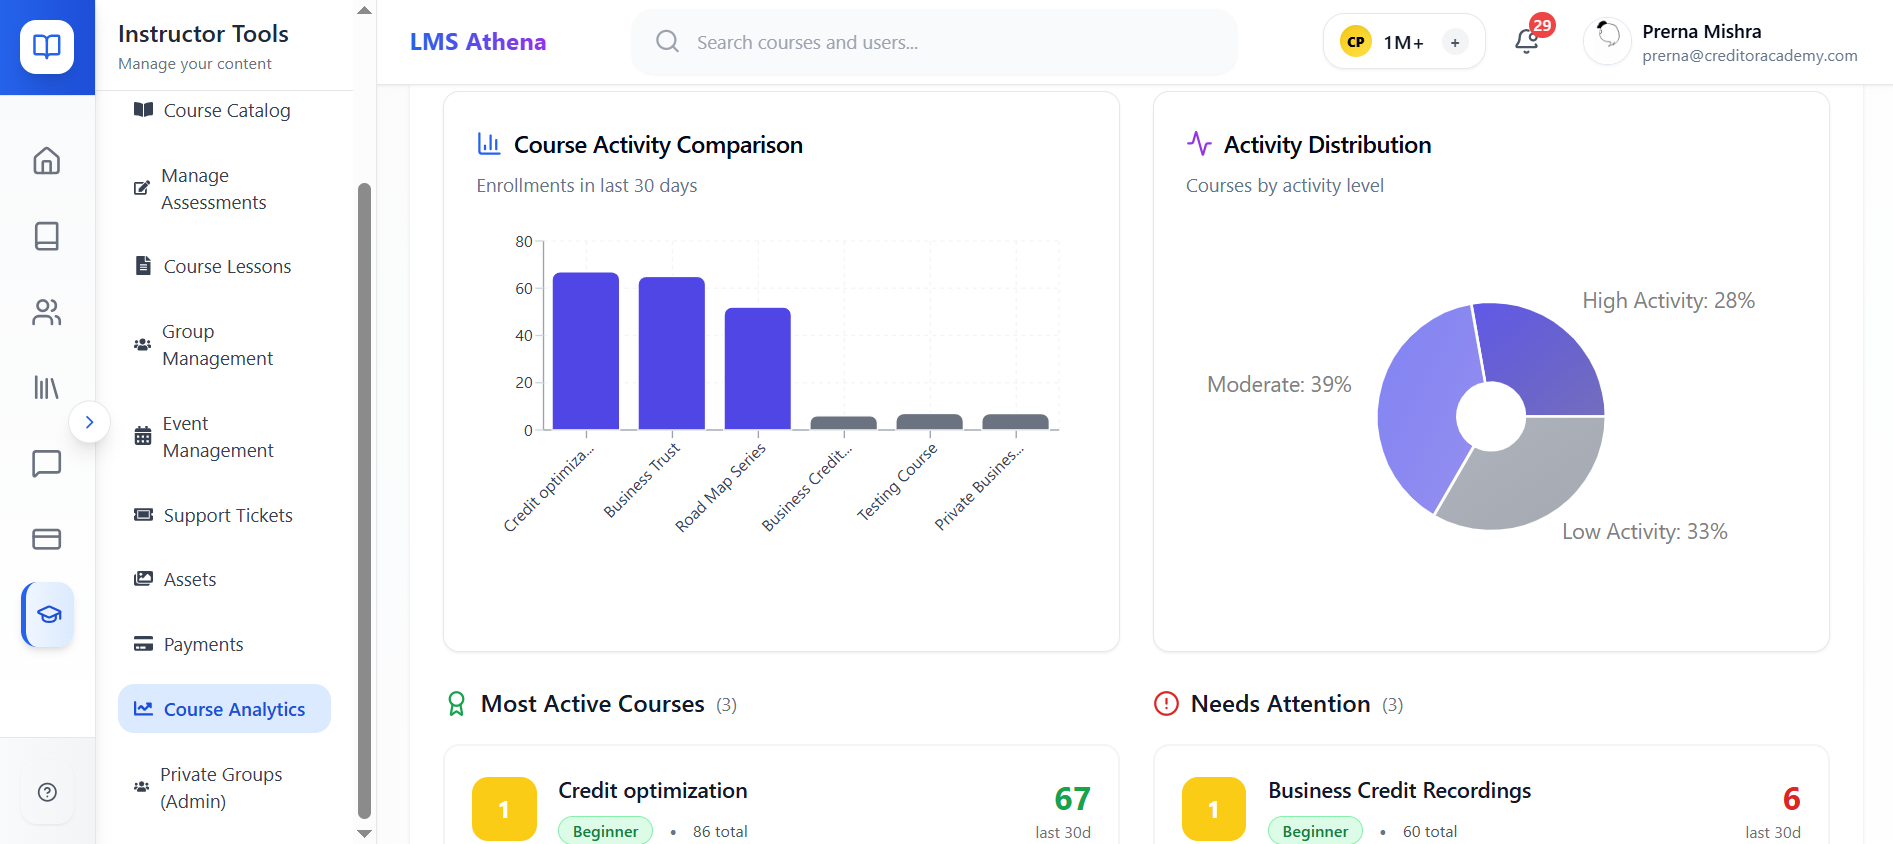 Instructor Tools
Manage your content
Course Catalog
Manage
Assessments
Course Lessons
Group
Management
Event
Management
Support Tickets
Assets
Payments
Course Analytics
Private Groups
(Admin)
LMS Athena
Search courses and users...
CP 1M+ +
29
Prerna Mishra
prerna@creditoracademy.com
Course Activity Comparison
Enrollments in last 30 days
80
60
40
20
0
Credit optimiza...
Business Trust
Road Map Series
Business Credit...
Testing Course
Private Busines...
Activity Distribution
Courses by activity level
High Activity: 28%
Moderate: 39%
Low Activity: 33%
Most Active Courses (3)
1
Credit optimization
Beginner • 86 total
67
last 30d
Needs Attention (3)
1
Business Credit Recordings
Beginner • 60 total
6
last 30d